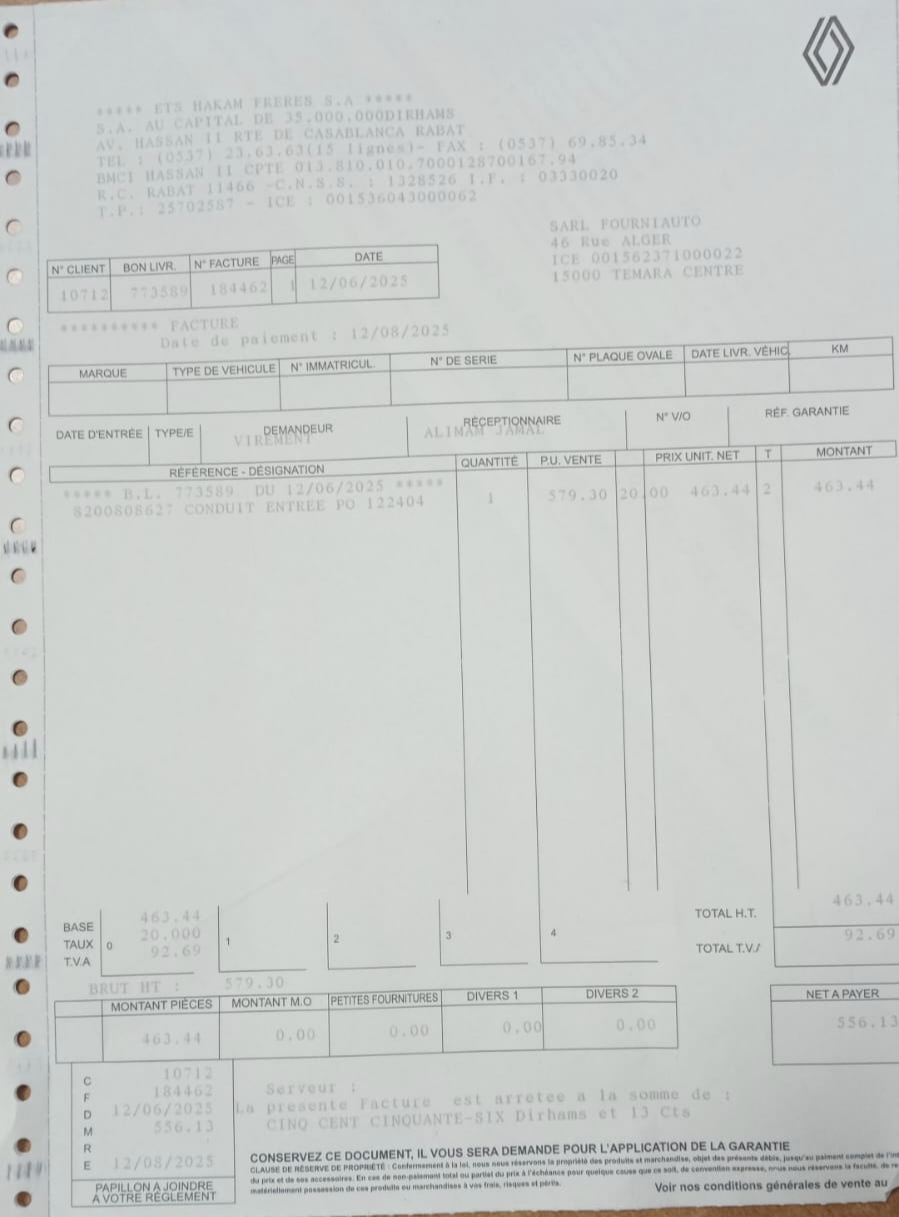 ***** ETS HAKAM FRERES S.A *****
S.A. AU CAPITAL DE 35.000.000DIRHAMS
AV. HASSAN II RTE DE CASABLANCA RABAT
TEL : (0537) 23.63.63(15 lignes)- FAX : (0537) 69.85.34
BMCI HASSAN II CPTE 013.810.010.7000128700167.94
R.C. RABAT 11466 -C.N.S.S. : 1328526 I.F. : 03330020
T.P.: 25702587 - ICE : 001536043000062
SARL FOURNIAUTO
46 Rue ALGER
ICE 001562371000022
15000 TEMARA CENTRE
N° CLIENT BON LIVR. N° FACTURE PAGE DATE
10712 773589 184462 1 12/06/2025
********** FACTURE
Date de paiement : 12/08/2025
MARQUE TYPE DE VEHICULE N° IMMATRICUL. N° DE SERIE N° PLAQUE OVALE DATE LIVR. VÉHIC. KM
DATE D'ENTRÉE TYPE/E DEMANDEUR RÉCEPTIONNAIRE N° V/O RÉF. GARANTIE
VIREMENT ALIMAM JAMAL
RÉFÉRENCE - DÉSIGNATION QUANTITÉ P.U. VENTE PRIX UNIT. NET T MONTANT
***** B.L. 773589 DU 12/06/2025 *****
8200808627 CONDUIT ENTREE PO 122404 1 579.30 20.00 463.44 2 463.44
BASE 463.44
TAUX 0 20.000 1 2 3 4
T.V.A 92.69
TOTAL H.T. 463.44
TOTAL T.V./ 92.69
BRUT HT : 579.30
MONTANT PIÈCES MONTANT M.O PETITES FOURNITURES DIVERS 1 DIVERS 2 NET A PAYER
463.44 0.00 0.00 0.00 0.00 556.13
C 10712
F 184462
D 12/06/2025
M 556.13
R
E 12/08/2025
PAPILLON A JOINDRE
A VOTRE RÉGLEMENT
Serveur :
La presente Facture est arretee a la somme de :
CINQ CENT CINQUANTE-SIX Dirhams et 13 Cts
CONSERVEZ CE DOCUMENT, IL VOUS SERA DEMANDE POUR L'APPLICATION DE LA GARANTIE
CLAUSE DE RÉSERVE DE PROPRIÉTÉ : Conformement à la loi, nous nous réservons la propriété des produits et marchandise, objet des présents débis, jusqu'au paiment complet de
du prix et de ses accessoires. En cas de non-paiement total ou partiel du prix à l'échéance pour quelque cause que ce soit, de convention expresse, nous nous réservons la faculté, de
matériellement possession de ces produits ou marchandises à vos frais, risques et périls.
Voir nos conditions générales de vente au